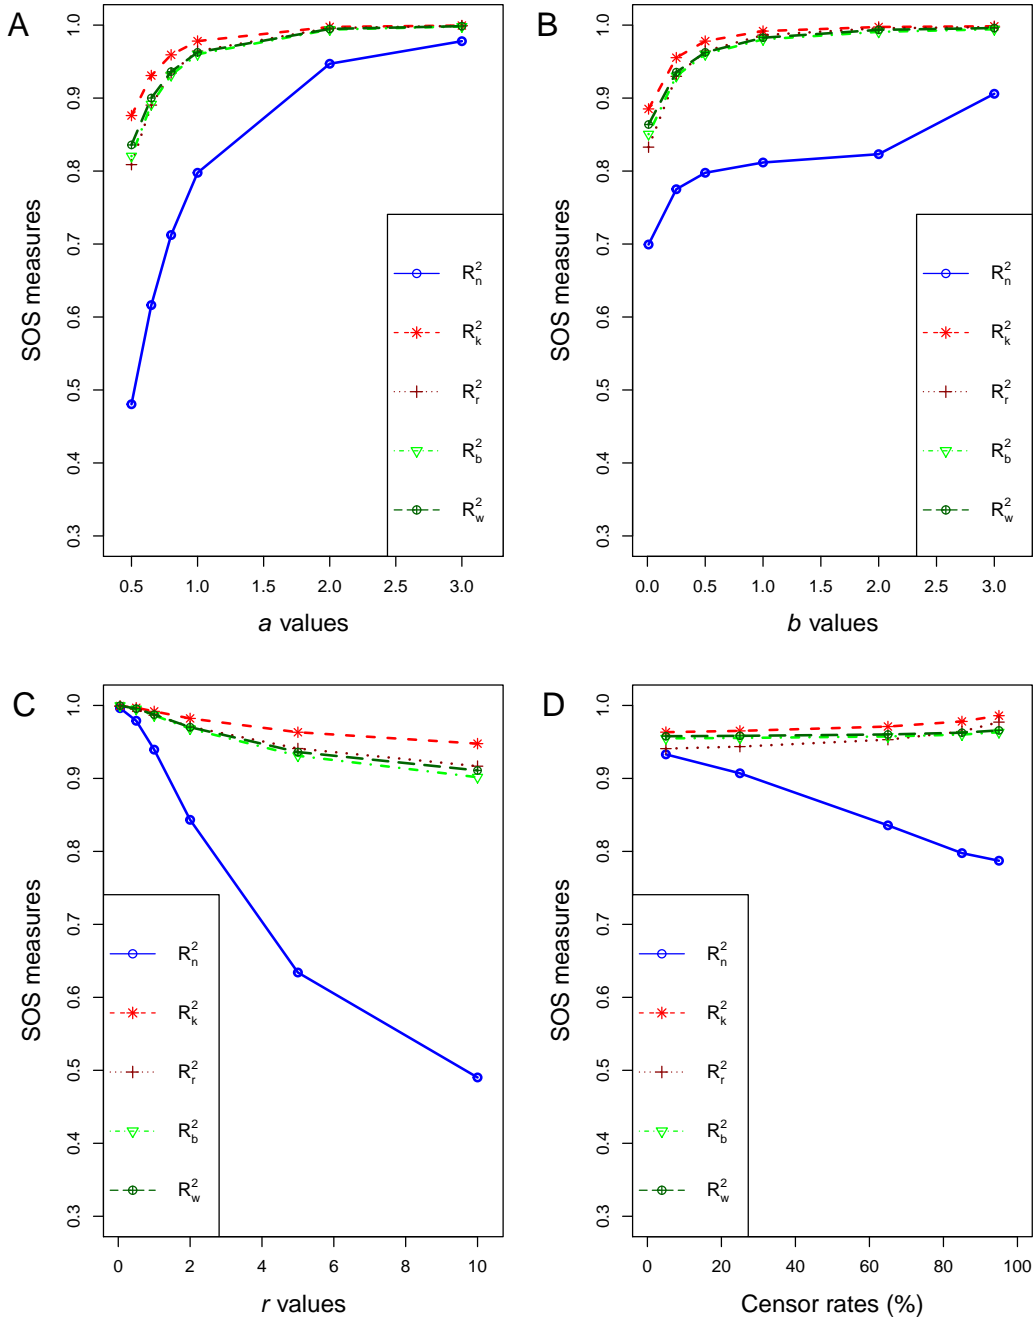 A
SOS measures
1.0
0.9
0.8
0.7
0.6
0.5
0.4
0.3
R²n
R²k
R²r
R²b
R²w
0.5 1.0 1.5 2.0 2.5 3.0
a values
B
SOS measures
1.0
0.9
0.8
0.7
0.6
0.5
0.4
0.3
R²n
R²k
R²r
R²b
R²w
0.0 0.5 1.0 1.5 2.0 2.5 3.0
b values
C
SOS measures
1.0
0.9
0.8
0.7
0.6
0.5
0.4
0.3
R²n
R²k
R²r
R²b
R²w
0 2 4 6 8 10
r values
D
SOS measures
1.0
0.9
0.8
0.7
0.6
0.5
0.4
0.3
R²n
R²k
R²r
R²b
R²w
0 20 40 60 80 100
Censor rates (%)